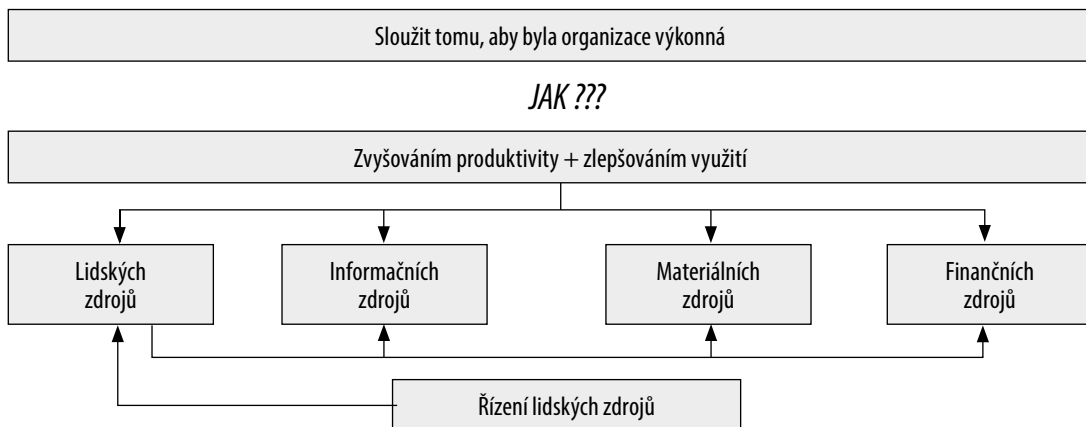 Sloužit tomu, aby byla organizace výkonná
JAK ???
Zvyšováním produktivity + zlepšováním využití
Lidských
zdrojů
Informačních
zdrojů
Materiálních
zdrojů
Finančních
zdrojů
Řízení lidských zdrojů